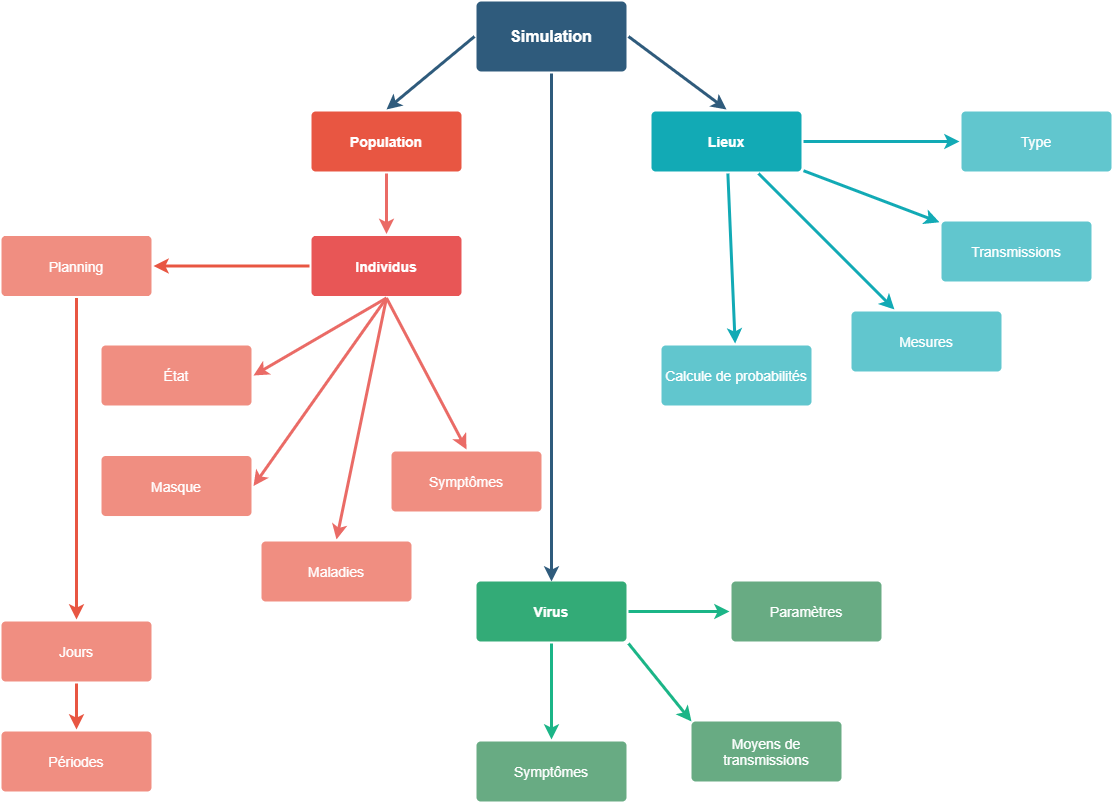 Simulation
Population
Lieux
Type
Transmissions
Planning
Individus
Mesures
État
Calcule de probabilités
Masque
Symptômes
Maladies
Virus
Paramètres
Jours
Moyens de
transmissions
Périodes
Symptômes